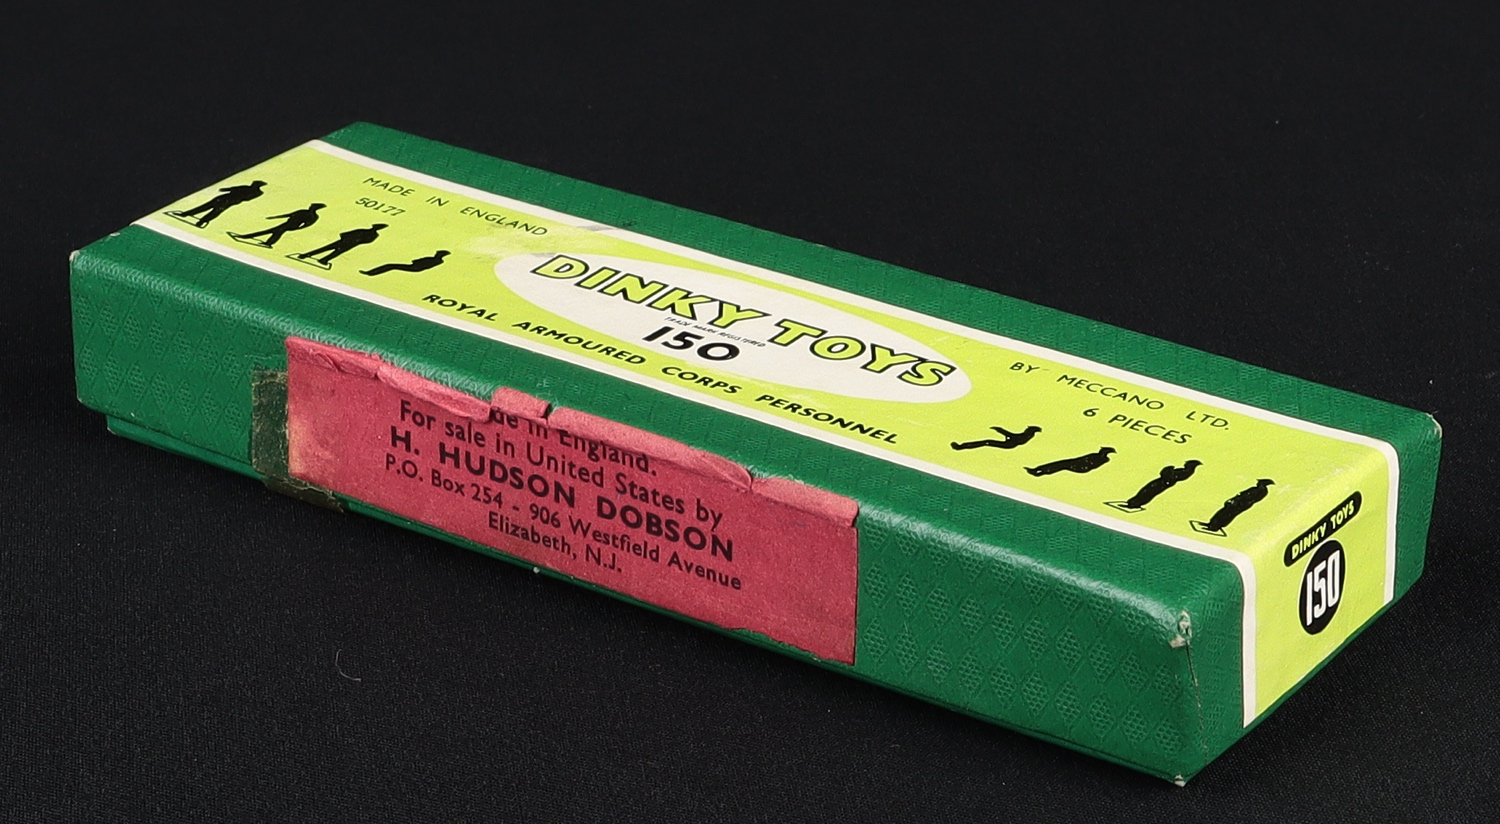 MADE IN ENGLAND
50177
DINKY TOYS
TRADE MARK REGISTERED
150
ROYAL ARMOURED CORPS PERSONNEL
BY MECCANO LTD.
6 PIECES
DINKY TOYS
150
de in England.
For sale in United States by
H. HUDSON DOBSON
P.O. Box 254 - 906 Westfield Avenue
Elizabeth, N.J.